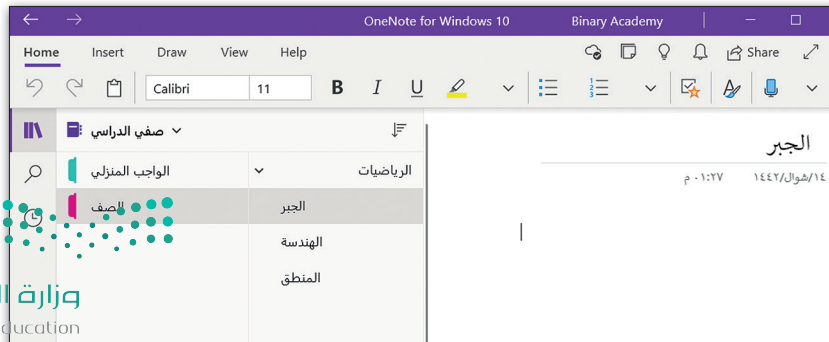 OneNote for Windows 10 Binary Academy
Home Insert Draw View Help Share
Calibri 11 B I U
صفي الدراسي
الجبر
١٤/شوال/١٤٤٢ ٠١:٢٧ م
الواجب المنزلي
الصف
الرياضيات
الجبر
الهندسة
المنطق
وزارة
ducation